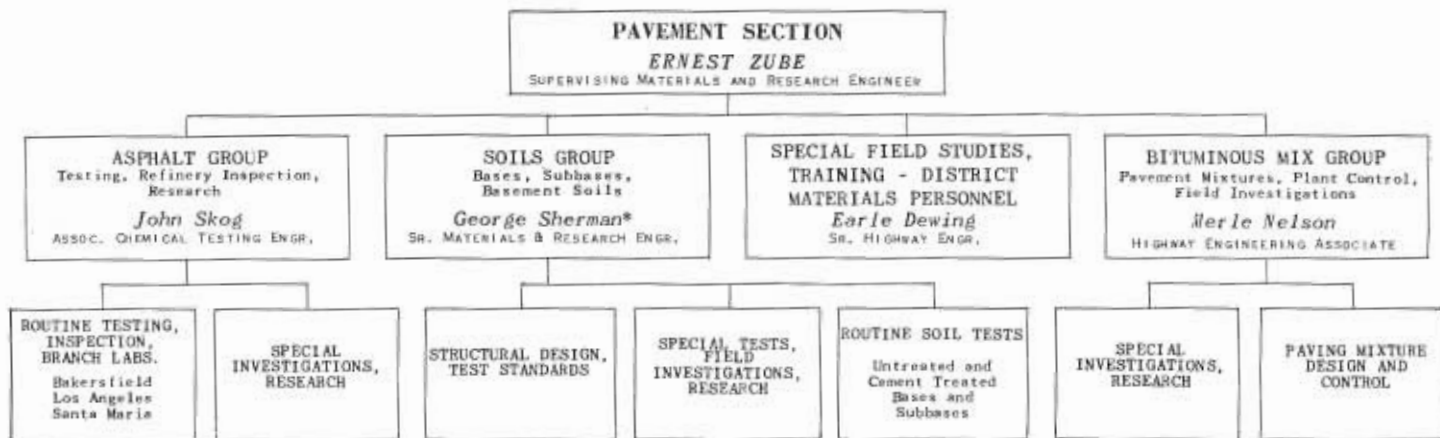 PAVEMENT SECTION
ERNEST ZUBE
SUPERVISING MATERIALS AND RESEARCH ENGINEER
ASPHALT GROUP
Testing, Refinery Inspection,
Research
John Skog
ASSOC. CHEMICAL TESTING ENGR.
SOILS GROUP
Bases, Subbases,
Basement Soils
George Sherman*
SR. MATERIALS & RESEARCH ENGR.
SPECIAL FIELD STUDIES,
TRAINING - DISTRICT
MATERIALS PERSONNEL
Earle Dewing
SR. HIGHWAY ENGR.
BITUMINOUS MIX GROUP
Pavement Mixtures, Plant Control,
Field Investigations
Merle Nelson
HIGHWAY ENGINEERING ASSOCIATE
ROUTINE TESTING,
INSPECTION,
BRANCH LABS.
Bakersfield
Los Angeles
Santa Maria
SPECIAL
INVESTIGATIONS,
RESEARCH
STRUCTURAL DESIGN,
TEST STANDARDS
SPECIAL TESTS,
FIELD
INVESTIGATIONS,
RESEARCH
ROUTINE SOIL TESTS
Untreated and
Cement Treated
Bases and
Subbases
SPECIAL
INVESTIGATIONS,
RESEARCH
PAVING MIXTURE
DESIGN AND
CONTROL